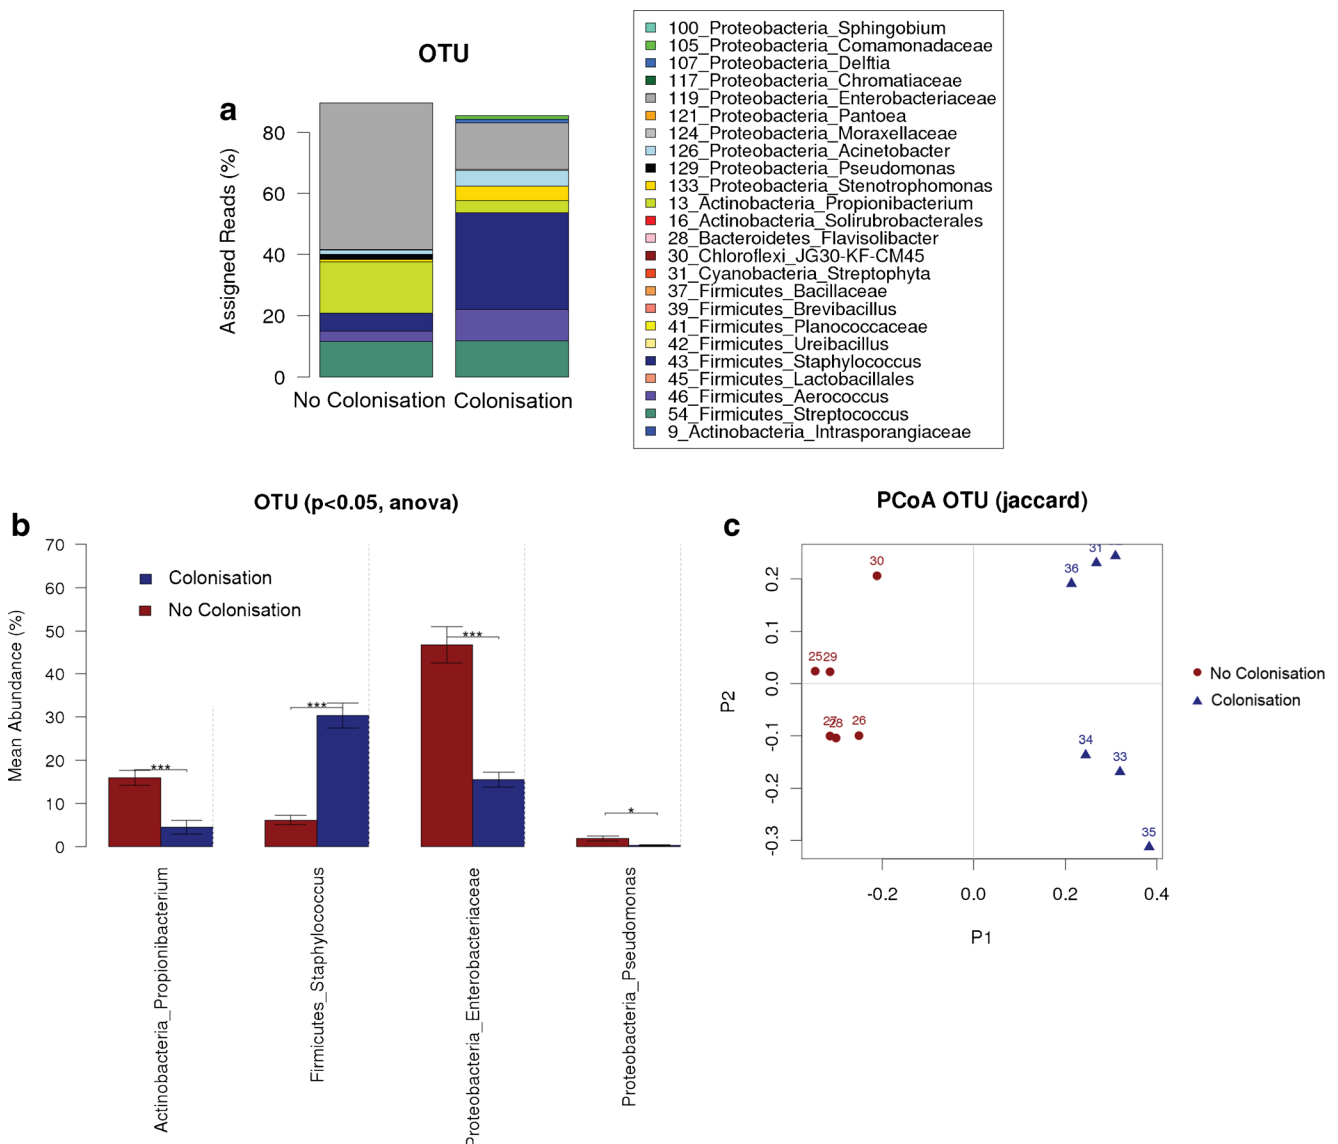 OTU
a
Assigned Reads (%)
80
60
40
20
0
No Colonisation
Colonisation
100_Proteobacteria_Sphingobium
105_Proteobacteria_Comamonadaceae
107_Proteobacteria_Delftia
117_Proteobacteria_Chromatiaceae
119_Proteobacteria_Enterobacteriaceae
121_Proteobacteria_Pantoea
124_Proteobacteria_Moraxellaceae
126_Proteobacteria_Acinetobacter
129_Proteobacteria_Pseudomonas
133_Proteobacteria_Stenotrophomonas
13_Actinobacteria_Propionibacterium
16_Actinobacteria_Solirubrobacterales
28_Bacteroidetes_Flavisolibacter
30_Chloroflexi_JG30-KF-CM45
31_Cyanobacteria_Streptophyta
37_Firmicutes_Bacillaceae
39_Firmicutes_Brevibacillus
41_Firmicutes_Planococcaceae
42_Firmicutes_Ureibacillus
43_Firmicutes_Staphylococcus
45_Firmicutes_Lactobacillales
46_Firmicutes_Aerococcus
54_Firmicutes_Streptococcus
9_Actinobacteria_Intrasporangiaceae
b
OTU (p<0.05, anova)
Mean Abundance (%)
70
60
50
40
30
20
10
0
Colonisation
No Colonisation
***
***
***
*
Actinobacteria_Propionibacterium
Firmicutes_Staphylococcus
Proteobacteria_Enterobacteriaceae
Proteobacteria_Pseudomonas
c
PCoA OTU (jaccard)
P2
0.2
0.1
0.0
-0.1
-0.2
-0.3
30
25
29
27
28
26
36
31
34
33
35
-0.2
0.0
0.2
0.4
P1
No Colonisation
Colonisation